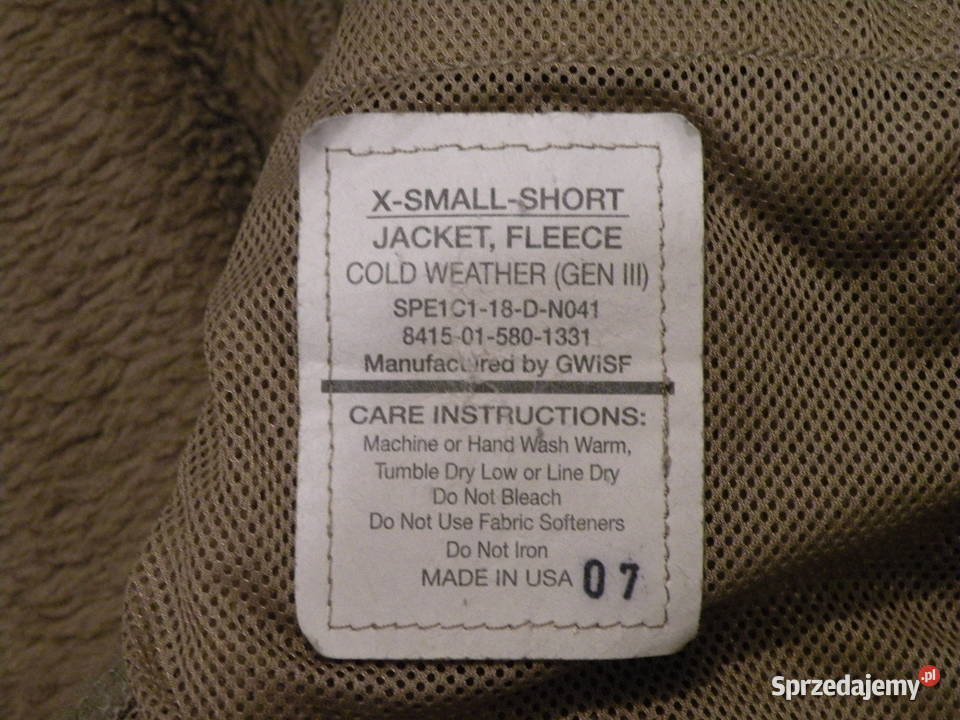 X-SMALL-SHORT
JACKET, FLEECE
COLD WEATHER (GEN III)
SPE1C1-18-D-N041
8415-01-580-1331
Manufactured by GWiSF
CARE INSTRUCTIONS:
Machine or Hand Wash Warm,
Tumble Dry Low or Line Dry
Do Not Bleach
Do Not Use Fabric Softeners
Do Not Iron
MADE IN USA 07
Sprzedajemy.pl